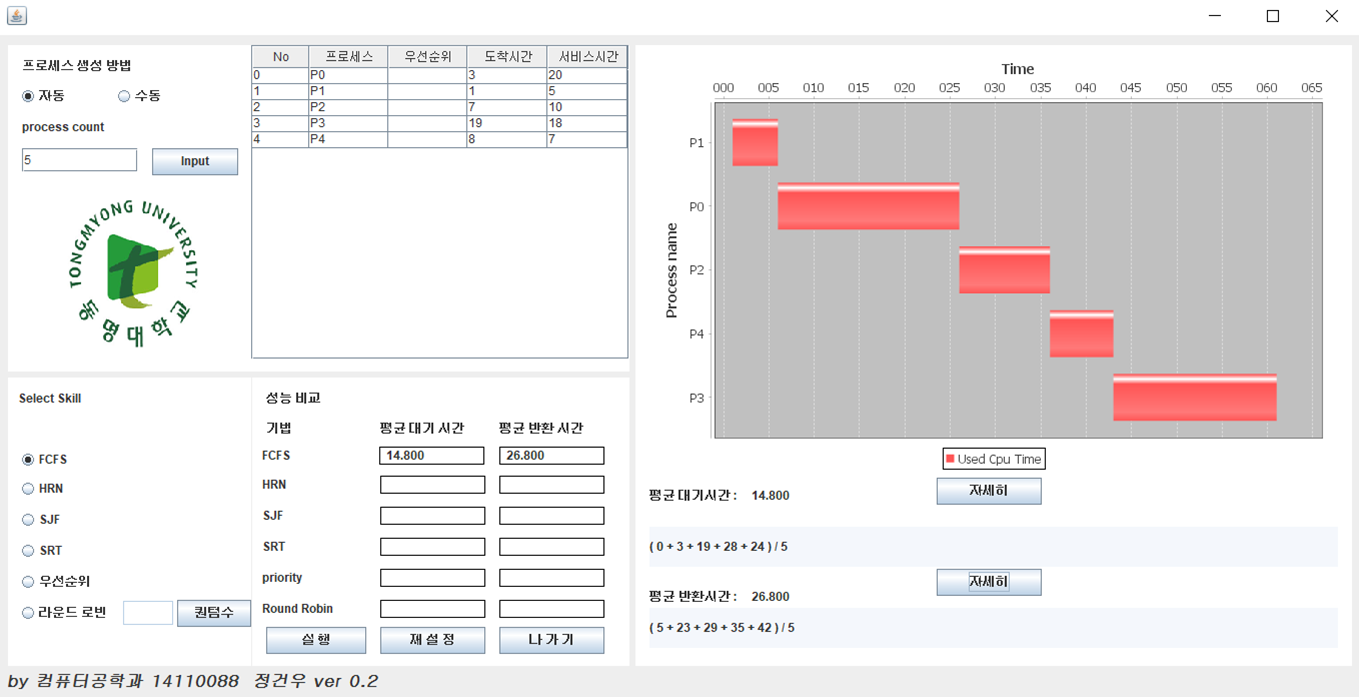 프로세스 생성 방법
자동 수동
process count
5 Input
TONGMYONG UNIVERSITY
동명대학교
No 프로세스 우선순위 도착시간 서비스시간
0 P0 3 20
1 P1 1 5
2 P2 7 10
3 P3 19 18
4 P4 8 7
Select Skill
FCFS
HRN
SJF
SRT
우선순위
라운드 로빈 퀀텀수
성능 비교
기법 평균 대기 시간 평균 반환 시간
FCFS 14.800 26.800
HRN
SJF
SRT
priority
Round Robin
실 행 재 설 정 나 가 기
Time
000 005 010 015 020 025 030 035 040 045 050 055 060 065
Process name
P1
P0
P2
P4
P3
Used Cpu Time
평균 대기시간 : 14.800 자세히
( 0 + 3 + 19 + 28 + 24 ) / 5
평균 반환시간 : 26.800 자세히
( 5 + 23 + 29 + 35 + 42 ) / 5
by 컴퓨터공학과 14110088 정건우 ver 0.2